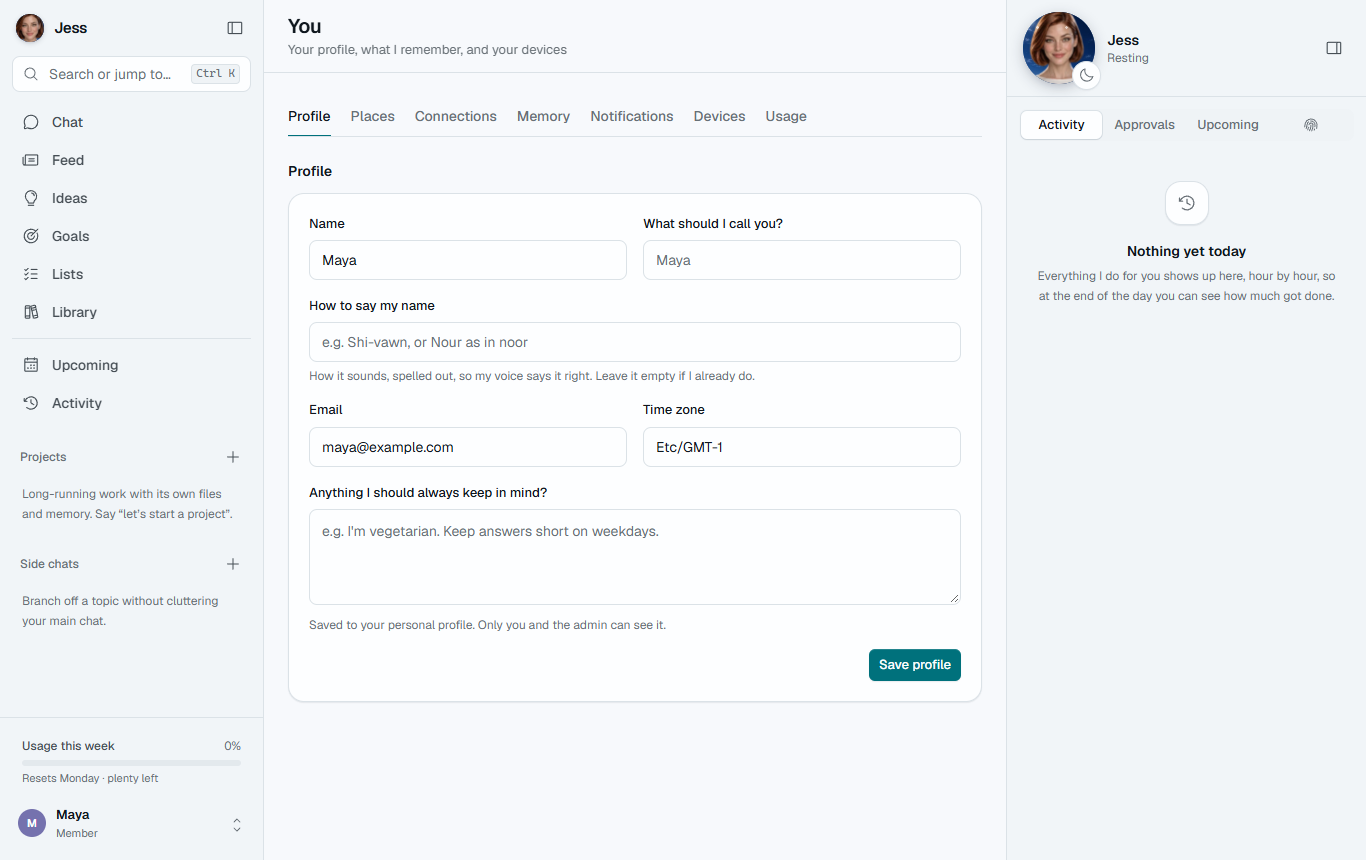 Jess
Search or jump to...
Ctrl K
Chat
Feed
Ideas
Goals
Lists
Library
Upcoming
Activity
Projects
Long-running work with its own files
and memory. Say “let’s start a project”.
Side chats
Branch off a topic without cluttering
your main chat.
Usage this week 0%
Resets Monday · plenty left
M
Maya
Member
You
Your profile, what I remember, and your devices
Profile Places Connections Memory Notifications Devices Usage
Profile
Name What should I call you?
Maya Maya
How to say my name
e.g. Shi-vawn, or Nour as in noor
How it sounds, spelled out, so my voice says it right. Leave it empty if I already do.
Email Time zone
maya@example.com Etc/GMT-1
Anything I should always keep in mind?
e.g. I'm vegetarian. Keep answers short on weekdays.
Saved to your personal profile. Only you and the admin can see it.
Save profile
Jess
Resting
Activity Approvals Upcoming
Nothing yet today
Everything I do for you shows up here, hour by hour, so
at the end of the day you can see how much got done.